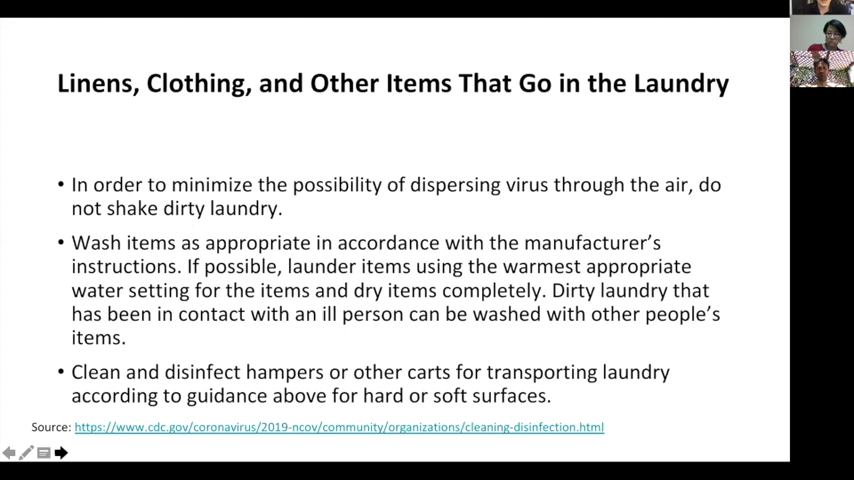 Linens, Clothing, and Other Items That Go in the Laundry
• In order to minimize the possibility of dispersing virus through the air, do
not shake dirty laundry.
• Wash items as appropriate in accordance with the manufacturer's
instructions. If possible, launder items using the warmest appropriate
water setting for the items and dry items completely. Dirty laundry that
has been in contact with an ill person can be washed with other people's
items.
• Clean and disinfect hampers or other carts for transporting laundry
according to guidance above for hard or soft surfaces.
Source: https://www.cdc.gov/coronavirus/2019-ncov/community/organizations/cleaning-disinfection.html